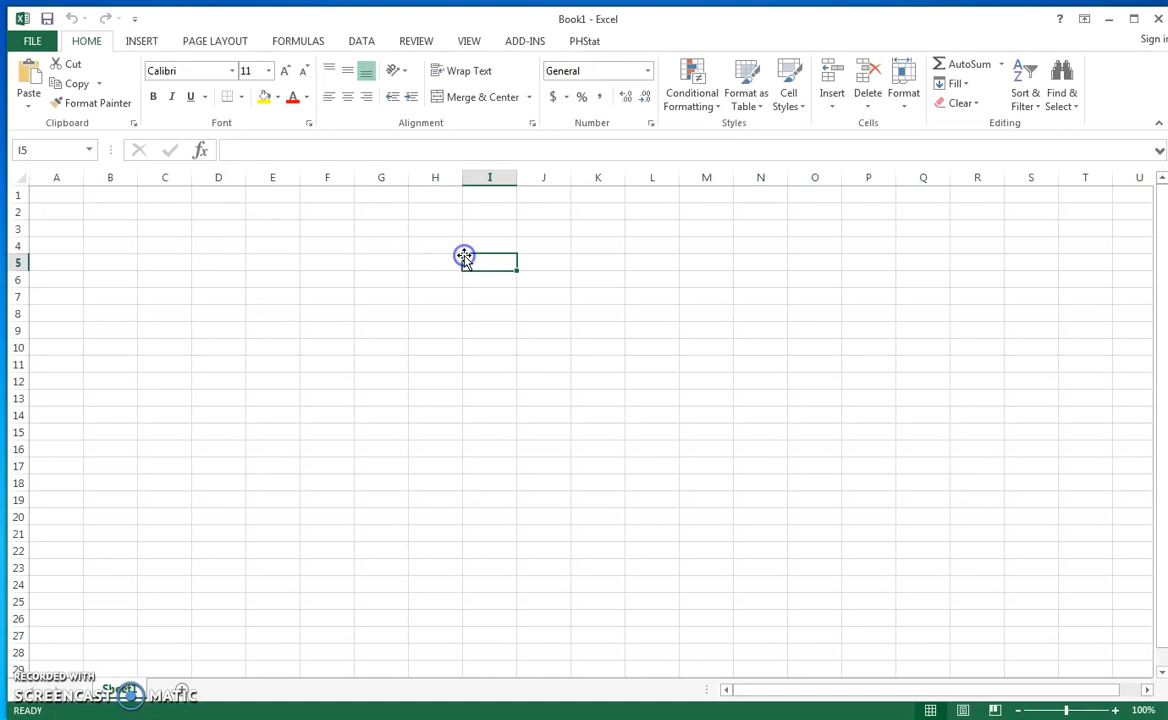 Book1 - Excel
?
FILE
HOME
INSERT
PAGE LAYOUT
FORMULAS
DATA
REVIEW
VIEW
ADD-INS
PHStat
Sign in
Paste
Cut
Copy
Format Painter
Clipboard
Calibri
11
B I U
Font
Wrap Text
Merge & Center
Alignment
General
$ % ,
Number
Conditional Formatting
Format as Table
Cell Styles
Styles
Insert
Delete
Format
Cells
AutoSum
Fill
Clear
Sort & Filter
Find & Select
Editing
I5
fx
A B C D E F G H I J K L M N O P Q R S T U
1
2
3
4
5
6
7
8
9
10
11
12
13
14
15
16
17
18
19
20
21
22
23
24
25
26
27
28
29
RECORDED WITH
SCREENCAST MATIC
Sheet1
READY
100%